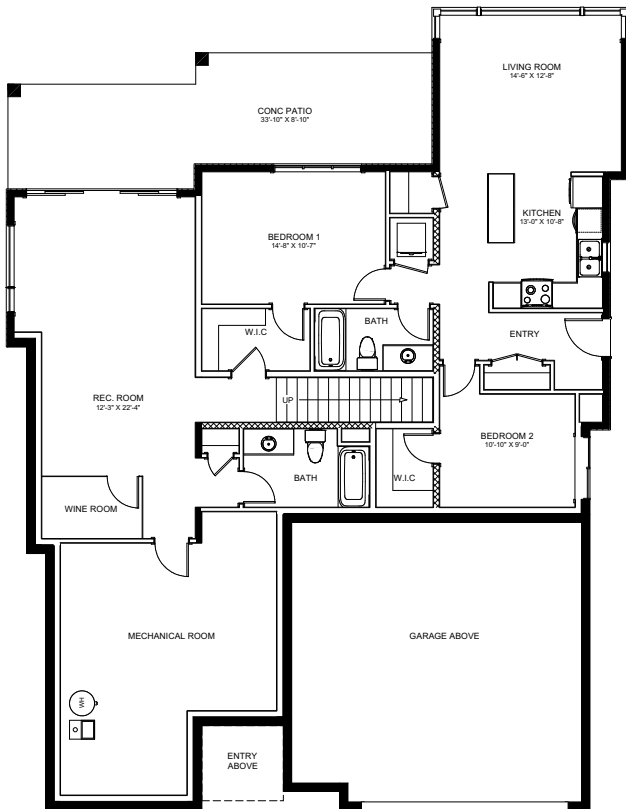 LIVING ROOM
14'-6" X 12'-8"
CONC PATIO
33'-10" X 8'-10"
KITCHEN
13'-0" X 10'-8"
BEDROOM 1
14'-8" X 10'-7"
BATH
W.I.C
ENTRY
REC. ROOM
12'-3" X 22'-4"
UP
BEDROOM 2
10'-10" X 9'-0"
BATH
W.I.C
WINE ROOM
MECHANICAL ROOM
GARAGE ABOVE
WH
ENTRY
ABOVE